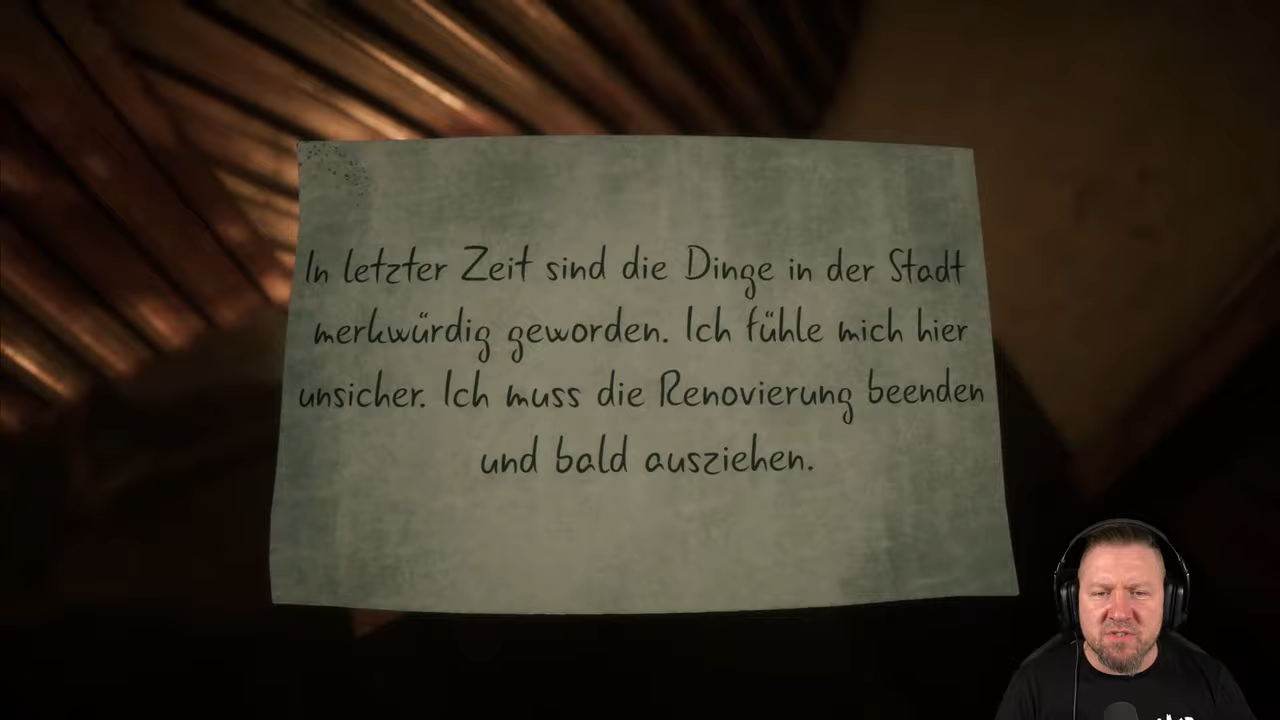 In letzter Zeit sind die Dinge in der Stadt
merkwürdig geworden. Ich fühle mich hier
unsicher. Ich muss die Renovierung beenden
und bald ausziehen.